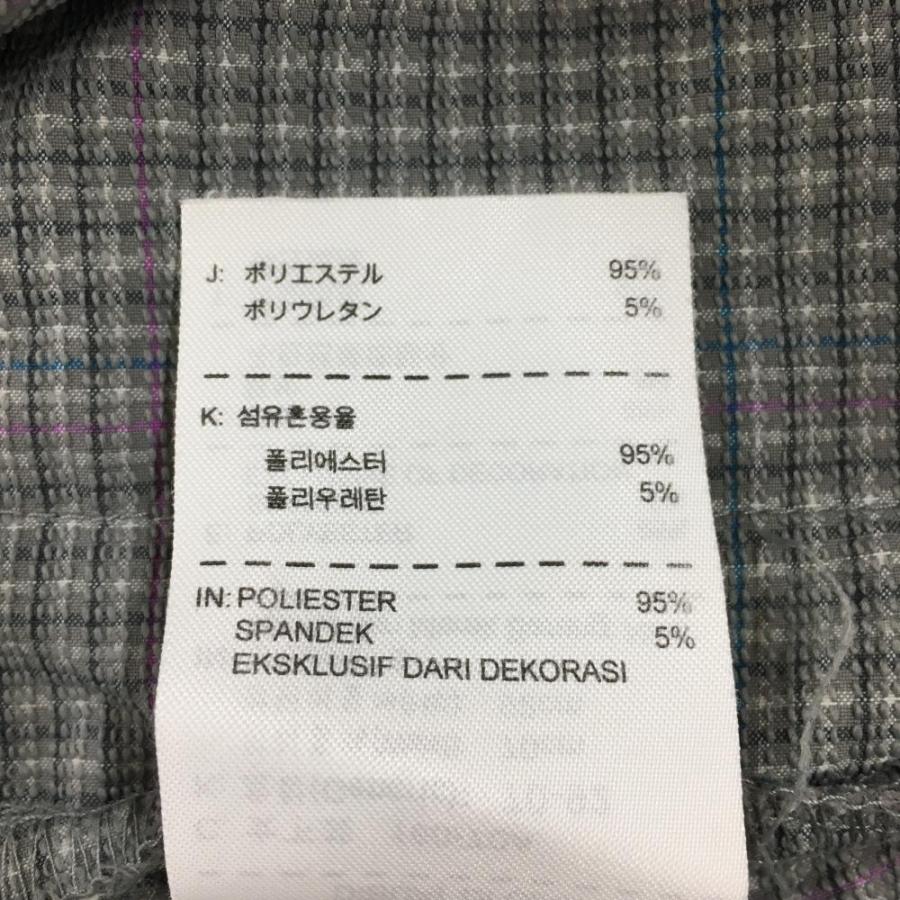 J: ポリエステル 95%
ポリウレタン 5%
K: 섬유혼용율
폴리에스터 95%
폴리우레탄 5%
IN: POLIESTER 95%
SPANDEK 5%
EKSKLUSIF DARI DEKORASI